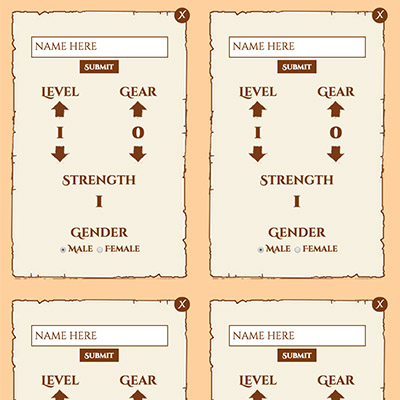 X
NAME HERE
SUBMIT
LEVEL GEAR
1 0
STRENGTH
1
GENDER
MALE FEMALE
X
NAME HERE
SUBMIT
LEVEL GEAR
1 0
STRENGTH
1
GENDER
MALE FEMALE
X
NAME HERE
SUBMIT
LEVEL GEAR
X
NAME HERE
SUBMIT
LEVEL GEAR